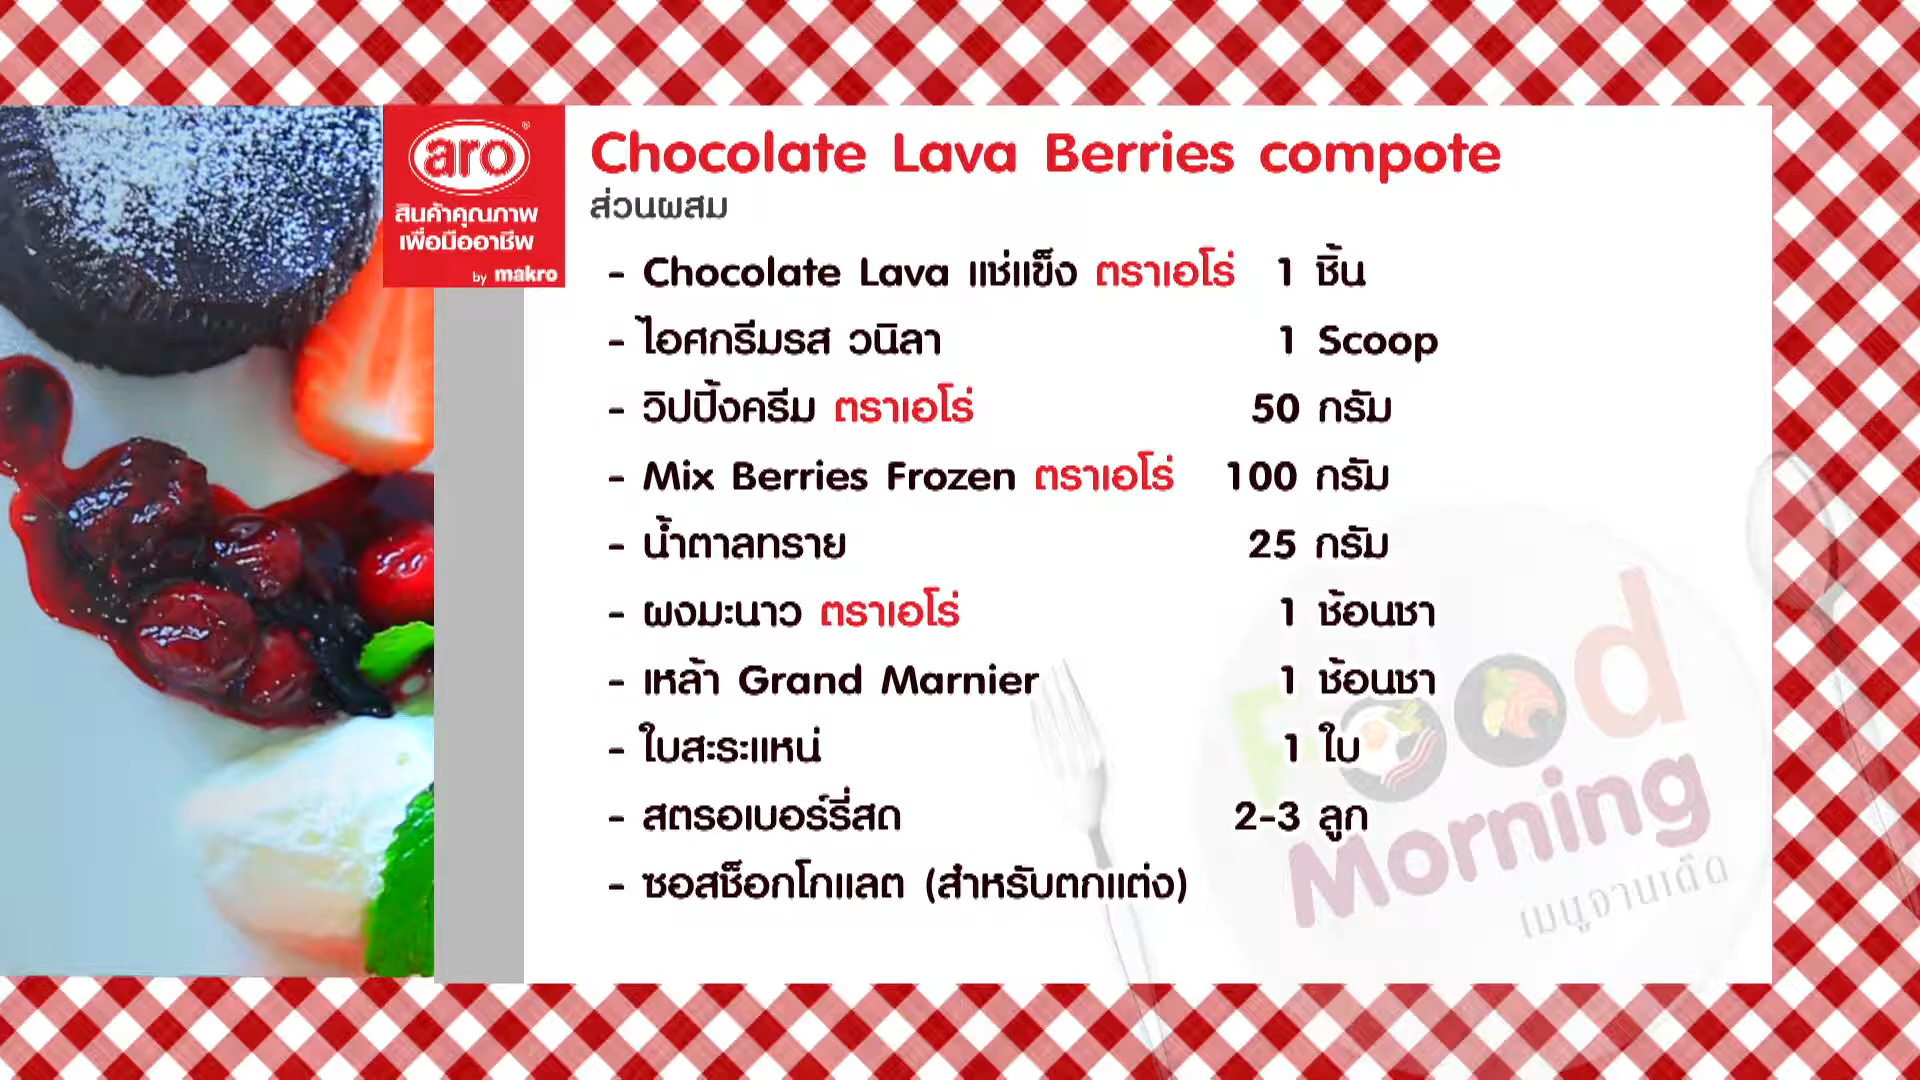 aro®
สินค้าคุณภาพ
เพื่อมืออาชีพ
by makro
Chocolate Lava Berries compote
ส่วนผสม
- Chocolate Lava แช่แข็ง ตราเอโร่ 1 ชิ้น
- ไอศกรีมรส วนิลา 1 Scoop
- วิปปิ้งครีม ตราเอโร่ 50 กรัม
- Mix Berries Frozen ตราเอโร่ 100 กรัม
- น้ำตาลทราย 25 กรัม
- ผงมะนาว ตราเอโร่ 1 ช้อนชา
- เหล้า Grand Marnier 1 ช้อนชา
- ใบสะระแหน่ 1 ใบ
- สตรอเบอร์รี่สด 2-3 ลูก
- ซอสช็อกโกแลต (สำหรับตกแต่ง)
Food
Morning
เมนูจานเด็ด